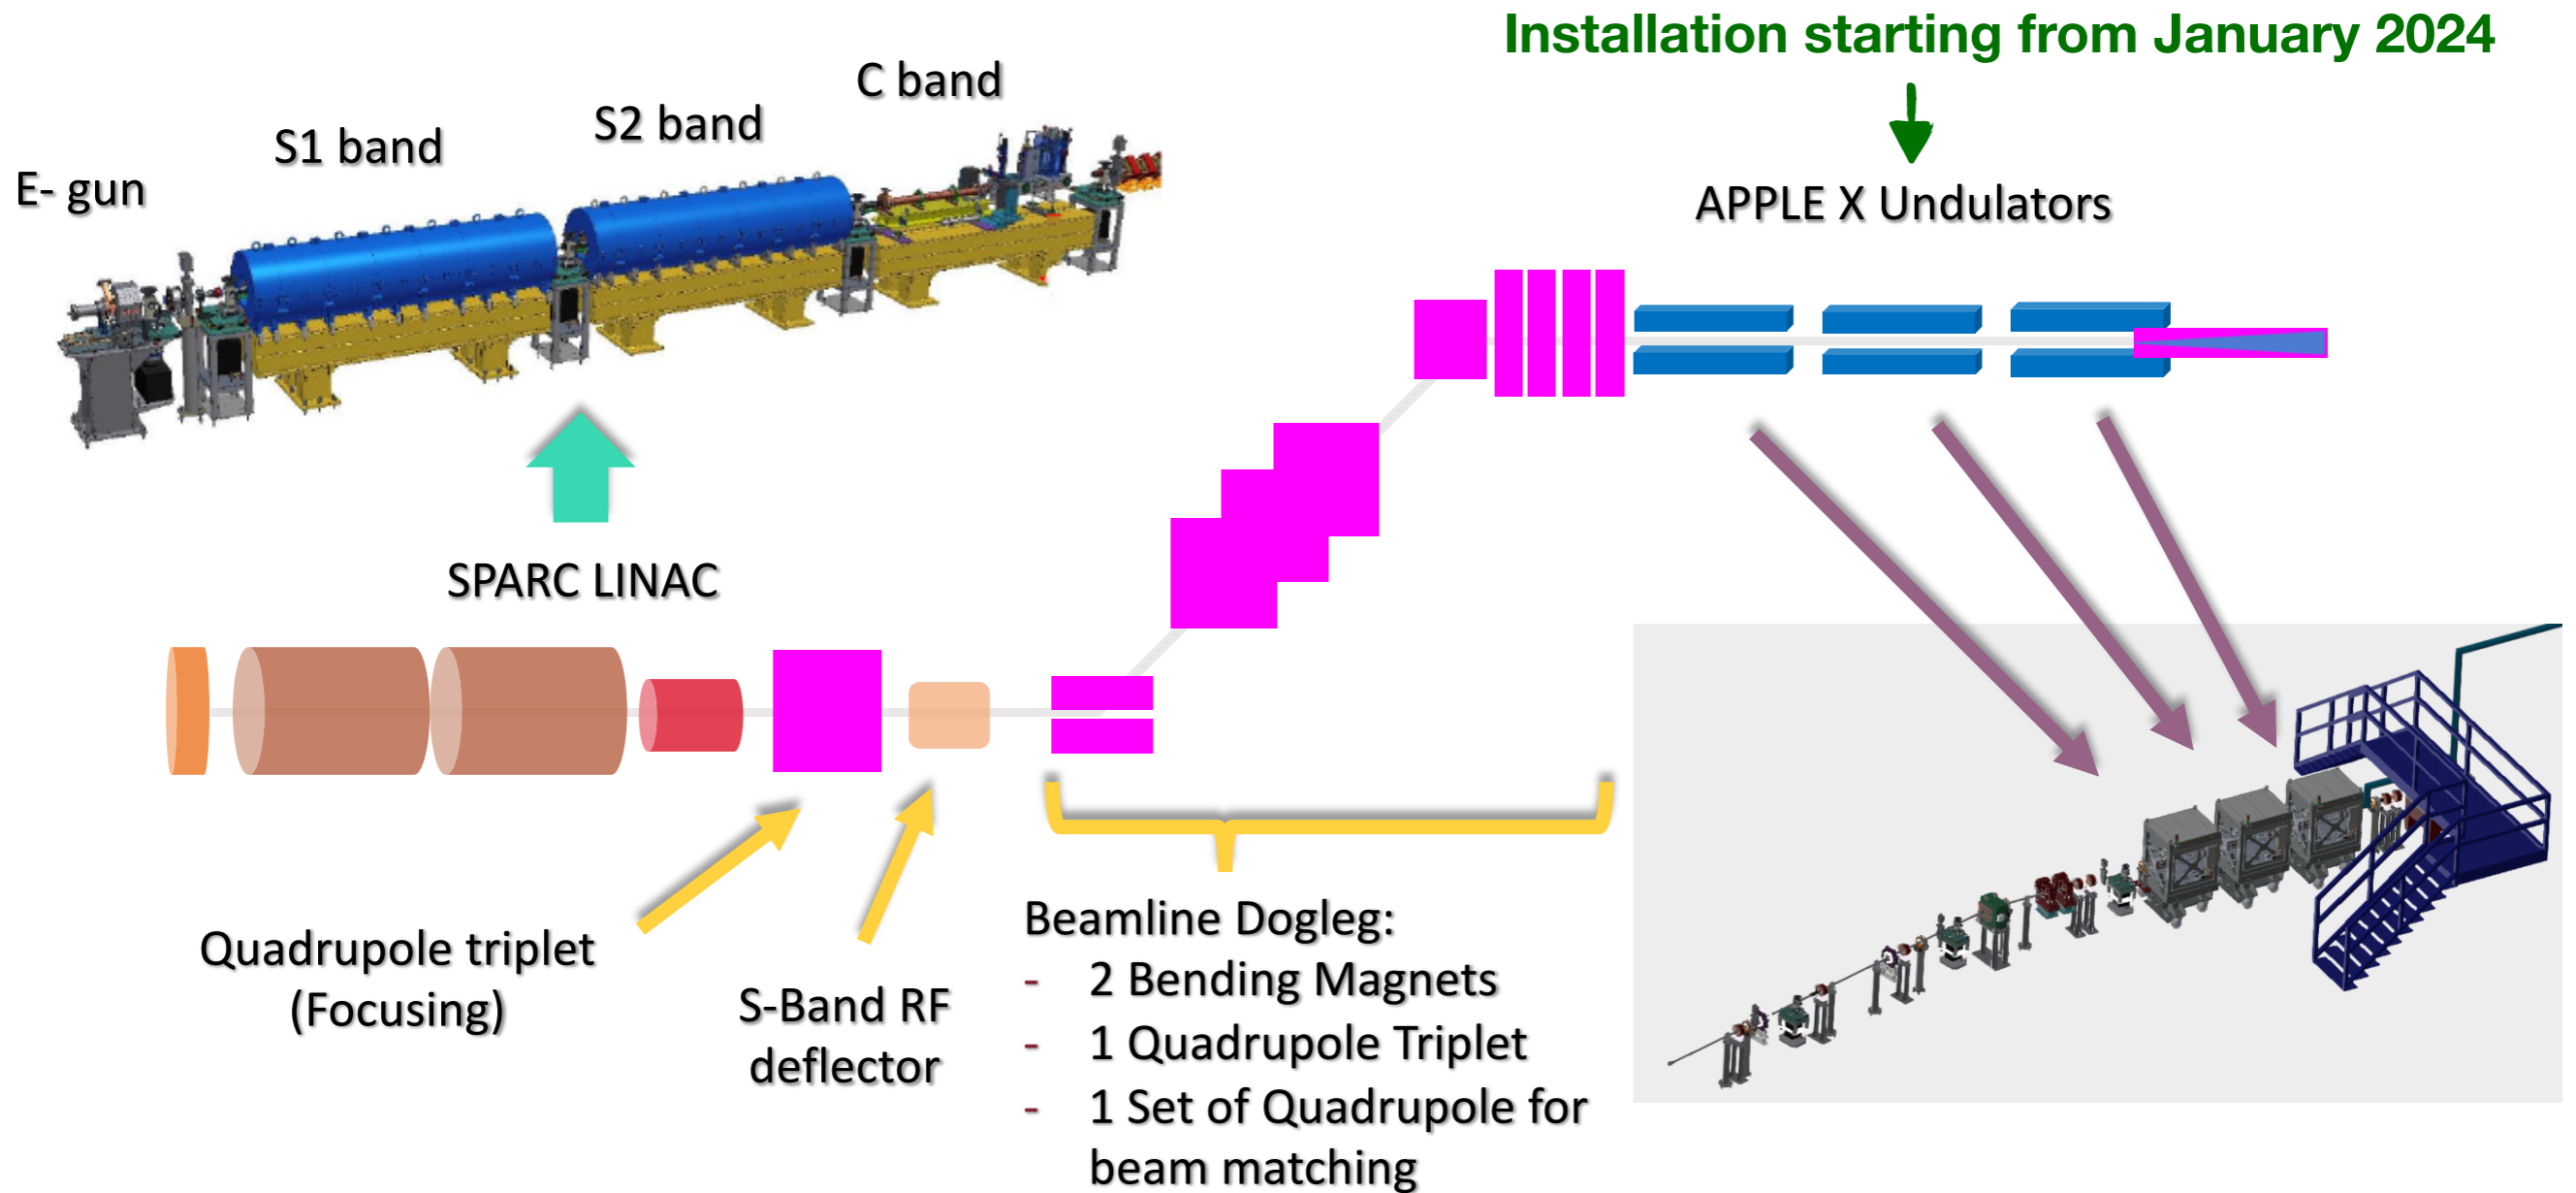 Installation starting from January 2024
C band
S2 band
S1 band
E- gun
APPLE X Undulators
SPARC LINAC
Quadrupole triplet
(Focusing)
S-Band RF
deflector
Beamline Dogleg:
- 2 Bending Magnets
- 1 Quadrupole Triplet
- 1 Set of Quadrupole for
beam matching